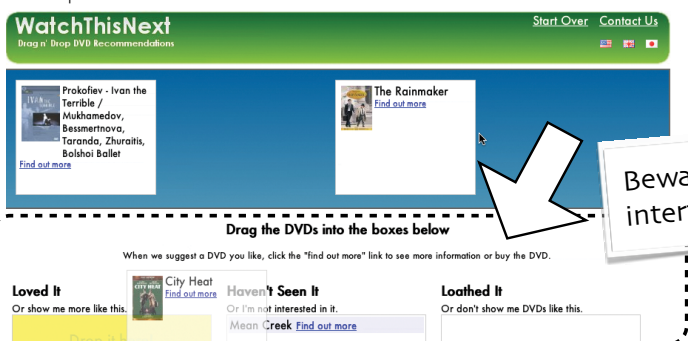 WatchThisNext
Drag n' Drop DVD Recommendations
Start Over Contact Us
Prokofiev - Ivan the
Terrible /
Mukhamedov,
Bessmertnova,
Taranda, Zhuraitis,
Bolshoi Ballet
Find out more
The Rainmaker
Find out more
Drag the DVDs into the boxes below
When we suggest a DVD you like, click the "find out more" link to see more information or buy the DVD.
Loved It
Or show me more like this.
City Heat
Find out more
CITY HEAT
Haven't Seen It
Or I'm not interested in it.
Mean Creek Find out more
Loathed It
Or don't show me DVDs like this.